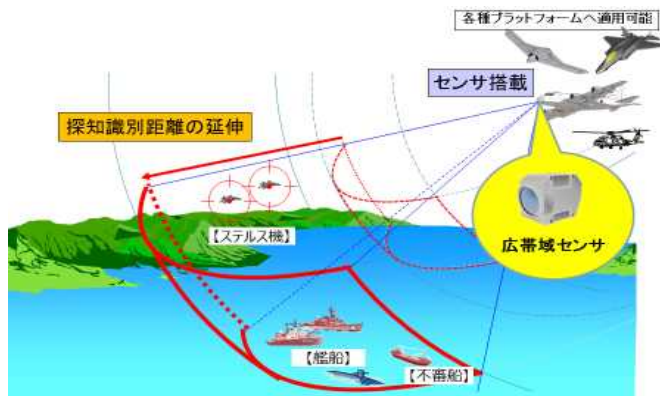 各種プラットフォームへ適用可能
センサ搭載
探知識別距離の延伸
【ステルス機】
広帯域センサ
【艦船】
【不審船】